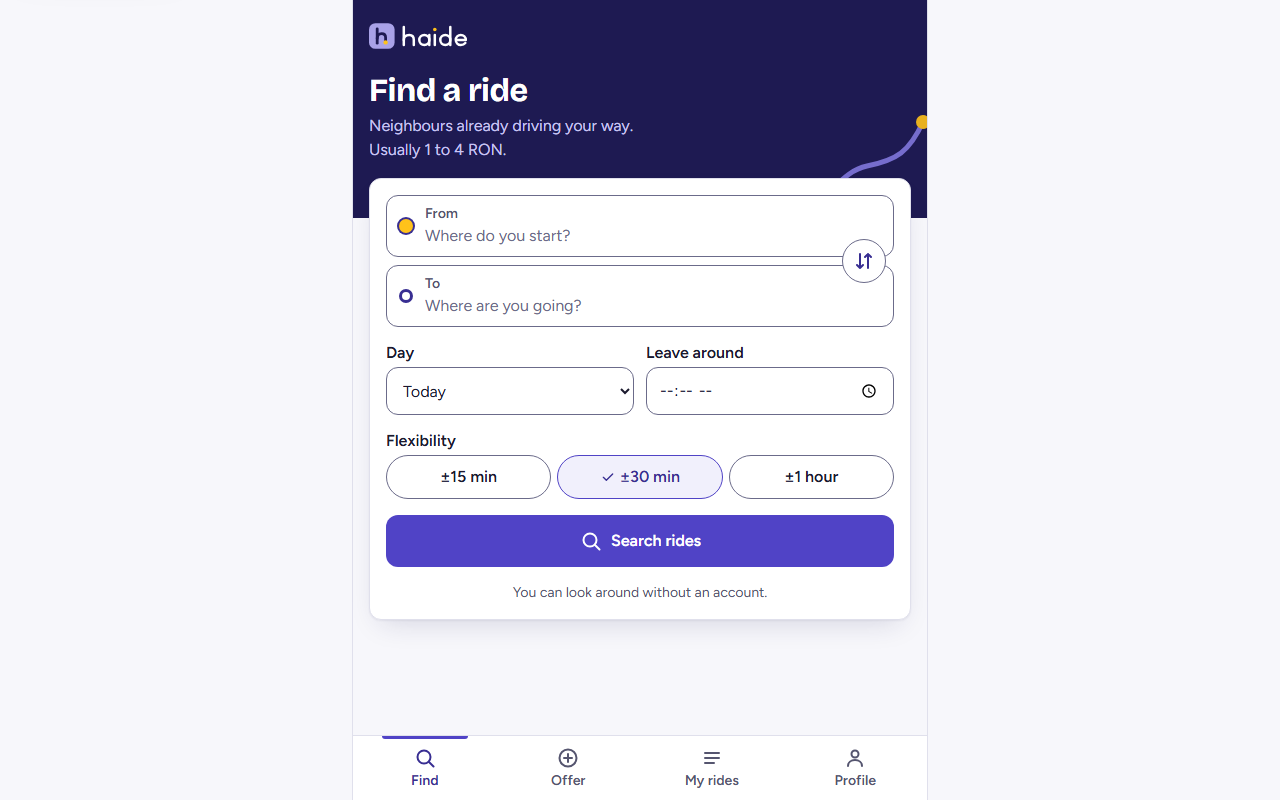 haide
Find a ride
Neighbours already driving your way.
Usually 1 to 4 RON.
From
Where do you start?
To
Where are you going?
Day
Leave around
Today
--:-- --
Flexibility
±15 min
±30 min
±1 hour
Search rides
You can look around without an account.
Find
Offer
My rides
Profile